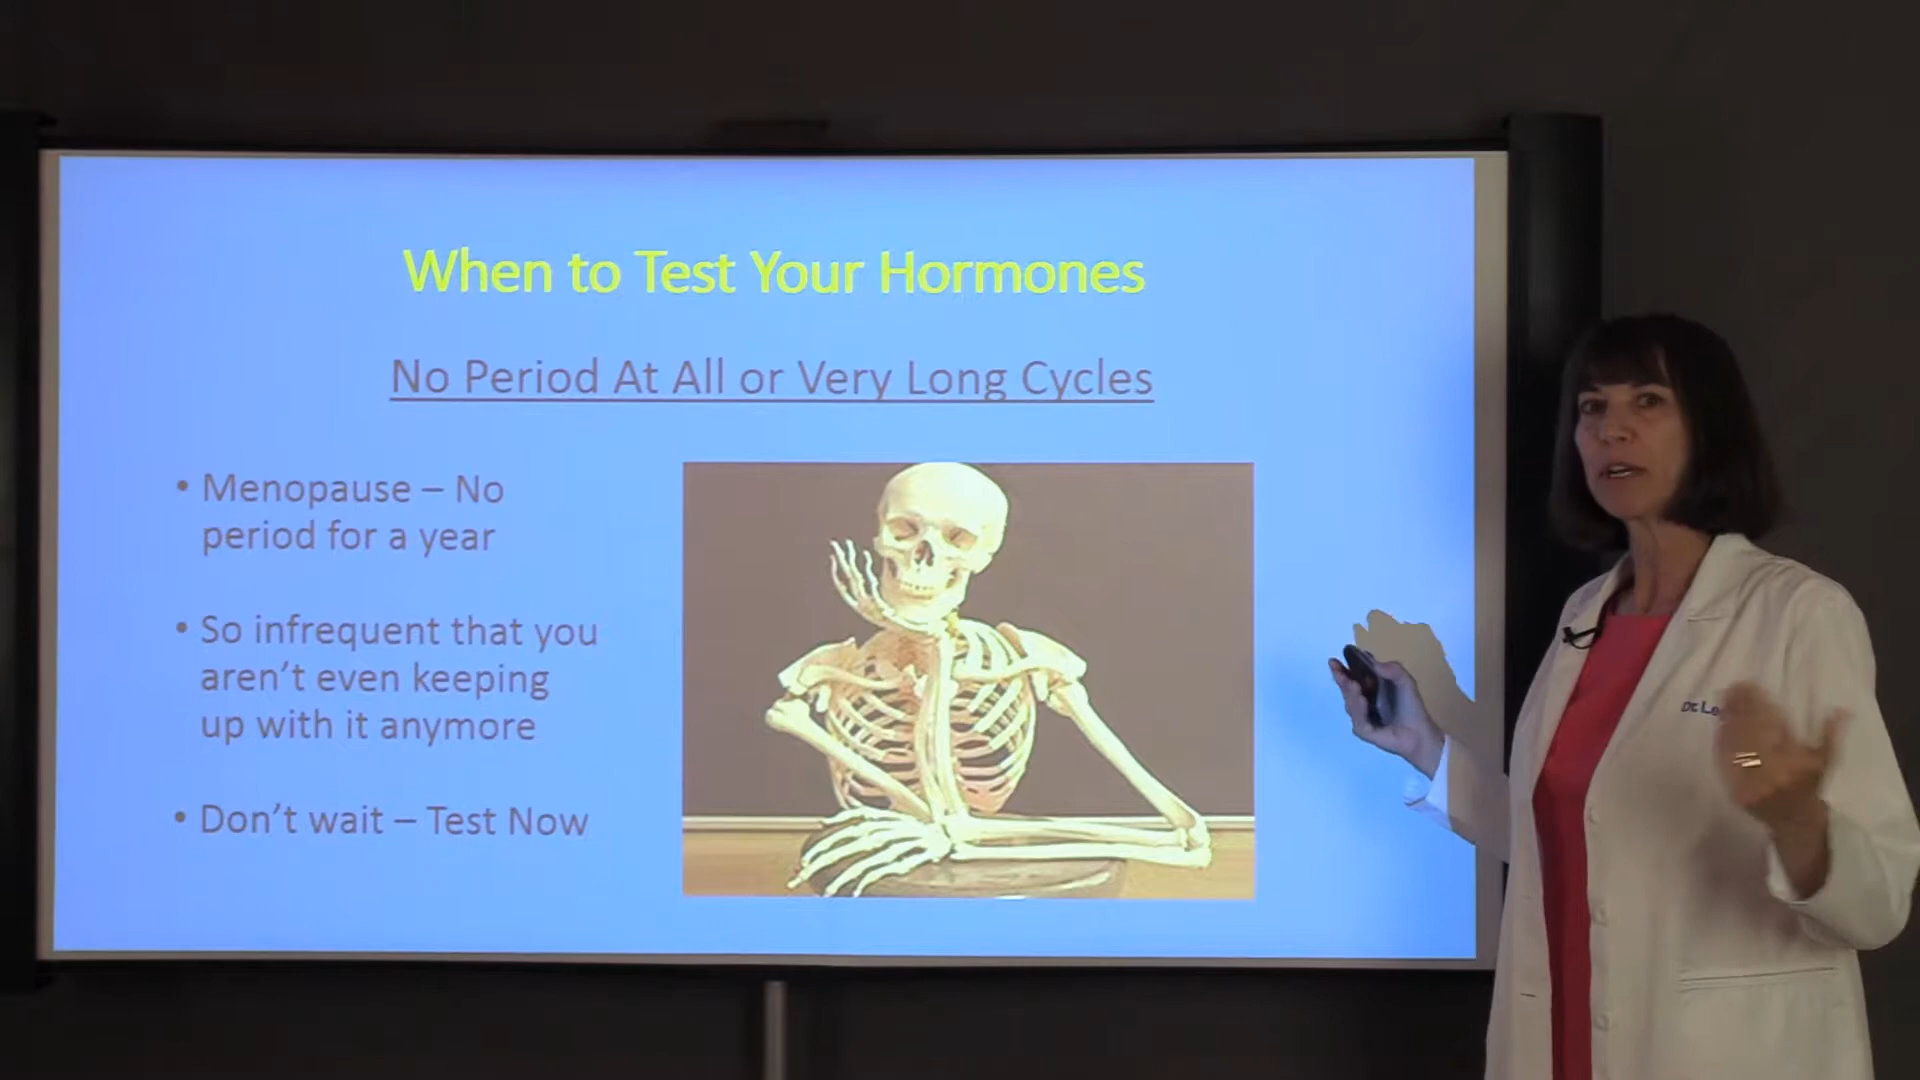 When to Test Your Hormones
No Period At All or Very Long Cycles
• Menopause – No
period for a year
• So infrequent that you
aren't even keeping
up with it anymore
• Don't wait – Test Now
Dr.